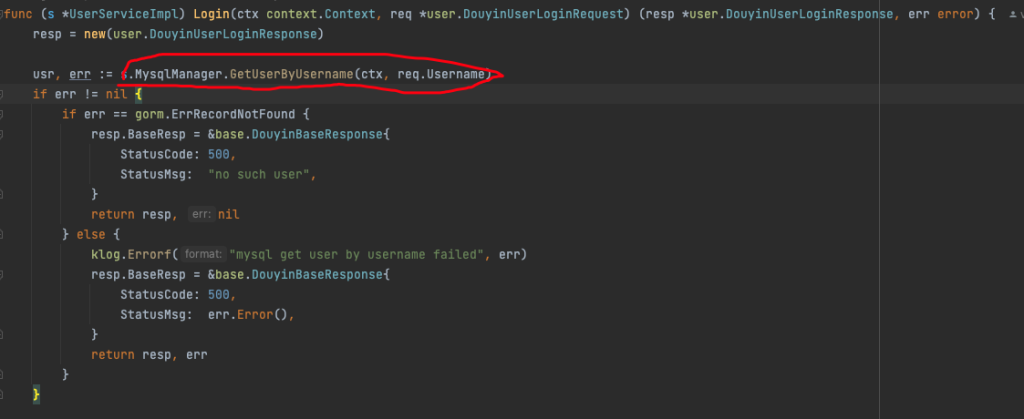 func (s *UserServiceImpl) Login(ctx context.Context, req *user.DouyinUserLoginRequest) (resp *user.DouyinUserLoginResponse, err error) {
resp = new(user.DouyinUserLoginResponse)
usr, err := s.MysqlManager.GetUserByUsername(ctx, req.Username)
if err != nil {
if err == gorm.ErrRecordNotFound {
resp.BaseResp = &base.DouyinBaseResponse{
StatusCode: 500,
StatusMsg: "no such user",
}
return resp, err: nil
} else {
klog.Errorf( format: "mysql get user by username failed", err)
resp.BaseResp = &base.DouyinBaseResponse{
StatusCode: 500,
StatusMsg: err.Error(),
}
return resp, err
}
}